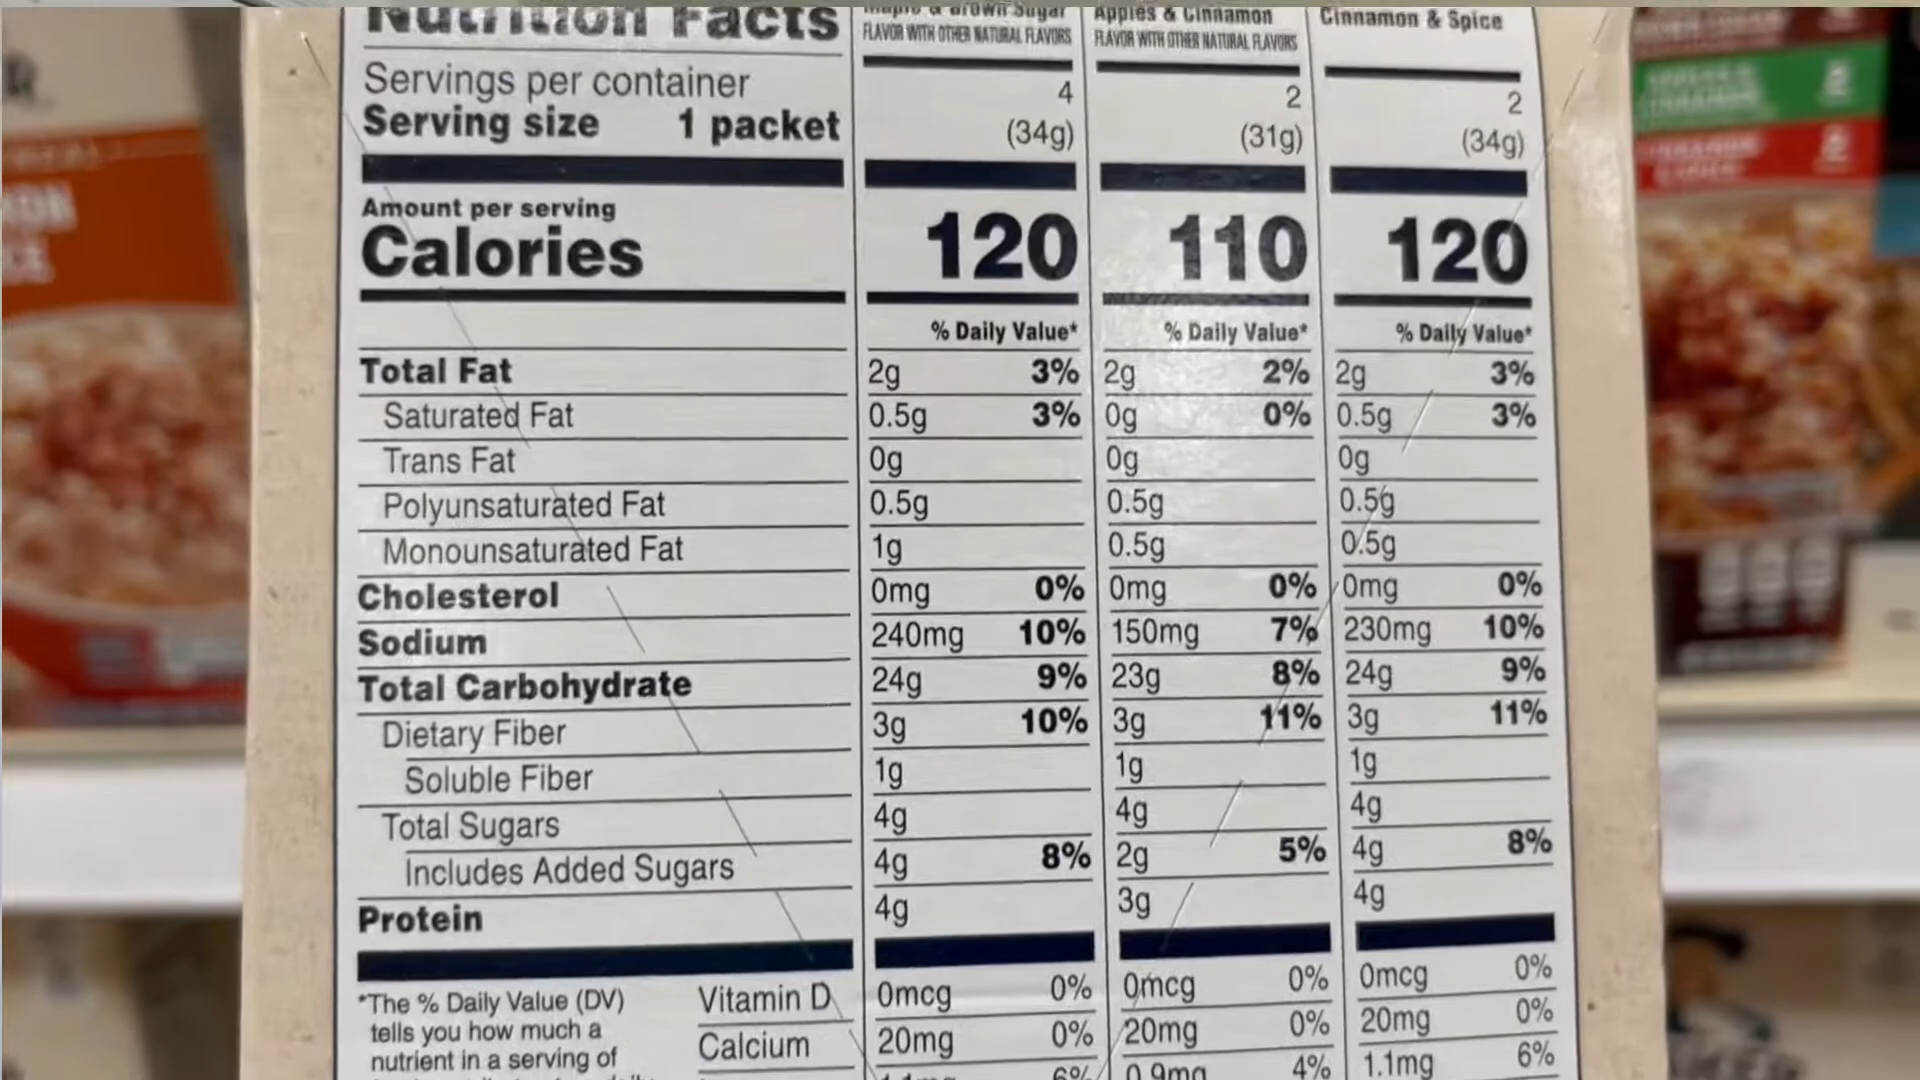 Nutrition Facts
Maple & Brown Sugar
FLAVOR WITH OTHER NATURAL FLAVORS
Apples & Cinnamon
FLAVOR WITH OTHER NATURAL FLAVORS
Cinnamon & Spice
Servings per container 4 2 2
Serving size 1 packet (34g) (31g) (34g)
Amount per serving
Calories 120 110 120
% Daily Value* % Daily Value* % Daily Value*
Total Fat 2g 3% 2g 2% 2g 3%
Saturated Fat 0.5g 3% 0g 0% 0.5g 3%
Trans Fat 0g 0g 0g
Polyunsaturated Fat 0.5g 0.5g 0.5g
Monounsaturated Fat 1g 0.5g 0.5g
Cholesterol 0mg 0% 0mg 0% 0mg 0%
Sodium 240mg 10% 150mg 7% 230mg 10%
Total Carbohydrate 24g 9% 23g 8% 24g 9%
Dietary Fiber 3g 10% 3g 11% 3g 11%
Soluble Fiber 1g 1g 1g
Total Sugars 4g 4g 4g
Includes Added Sugars 4g 8% 2g 5% 4g 8%
Protein 4g 3g 4g
*The % Daily Value (DV)
tells you how much a
nutrient in a serving of
Vitamin D 0mcg 0% 0mcg 0% 0mcg 0%
Calcium 20mg 0% 20mg 0% 20mg 0%
6% 0.9mg 4% 1.1mg 6%